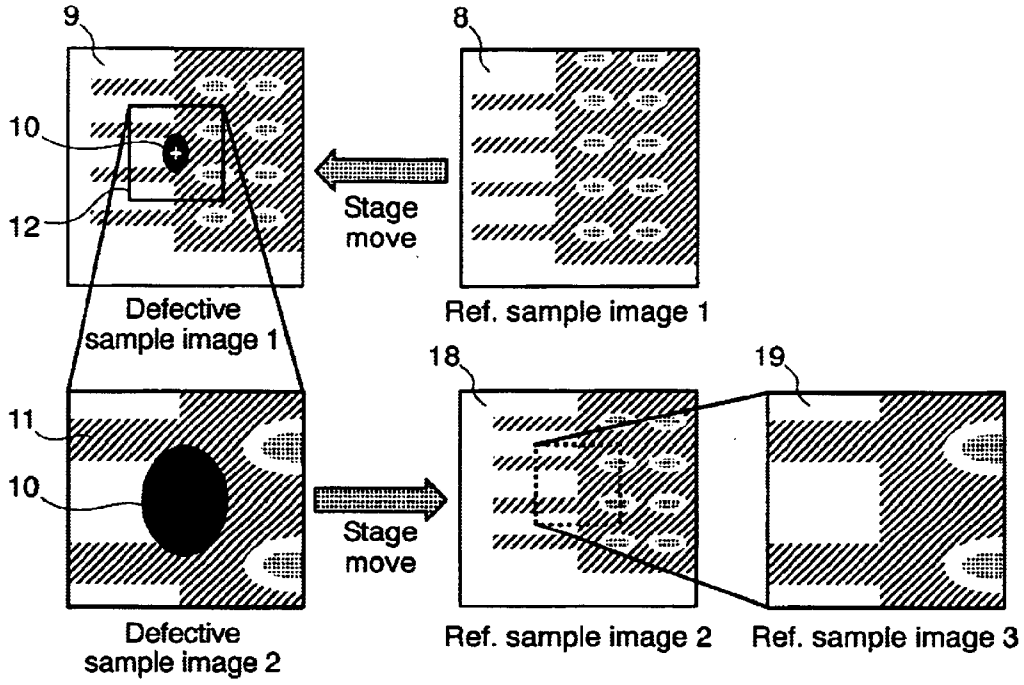 9
8
10
12
Stage
move
Defective
sample image 1
Ref. sample image 1
18
19
11
10
Stage
move
Defective
sample image 2
Ref. sample image 2
Ref. sample image 3